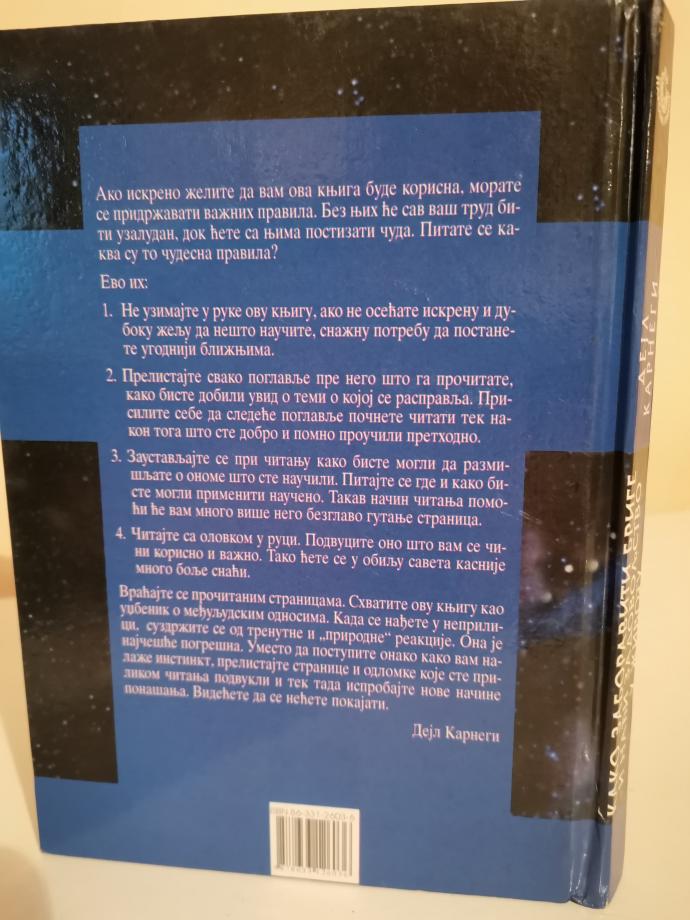 Ако искрено желите да вам ова књига буде корисна, морате
се придржавати важних правила. Без њих ће сав ваш труд би-
ти узалудан, док ћете са њима постизати чуда. Питате се ка-
ква су то чудесна правила?
Ево их:
1. Не узимајте у руке ову књигу, ако не осећате искрену и ду-
боку жељу да нешто научите, снажну потребу да постане-
те угоднији ближњима.
2. Прелистајте свако поглавље пре него што га прочитате,
како бисте добили увид о теми о којој се расправља. При-
силите себе да следеће поглавље почнете читати тек на-
кон тога што сте добро и помно проучили претходно.
3. Заустављајте се при читању како бисте могли да разми-
шљате о ономе што сте научили. Питајте се где и како би-
сте могли применити научено. Такав начин читања помо-
ћи ће вам много више него безглаво гутање страница.
4. Читајте са оловком у руци. Подвуците оно што вам се чи-
ни корисно и важно. Тако ћете се у обиљу савета касније
много боље снаћи.
Враћајте се прочитаним страницама. Схватите ову књигу као
уџбеник о међуљудским односима. Када се нађете у неприли-
ци, суздржите се од тренутне и „природне“ реакције. Она је
најчешће погрешна. Уместо да поступите онако како вам на-
лаже инстинкт, прелистајте странице и одломке које сте при-
ликом читања подвукли и тек тада испробајте нове начине
понашања. Видећете да се нећете покајати.
Дејл Карнеги
ISBN 86-331-2603-6
ДЕЈЛ
КАРНЕГИ
КАКО ЗАБОРАВИТИ БРИГЕ